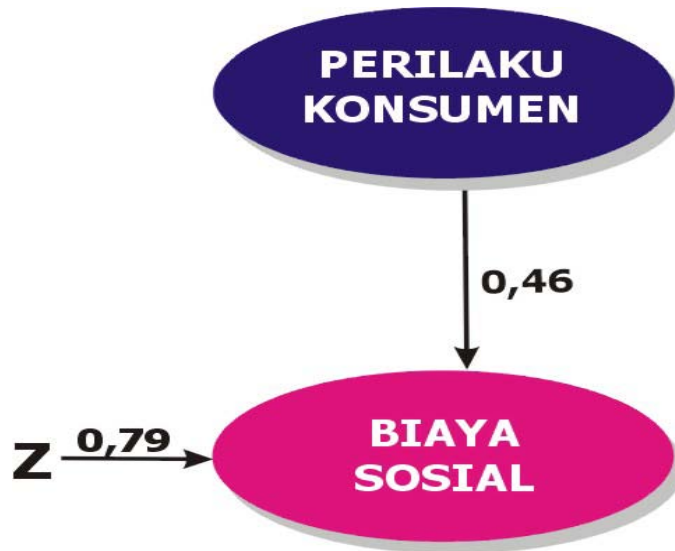 PERILAKU
KONSUMEN
0,46
BIAYA
SOSIAL
Z
0,79